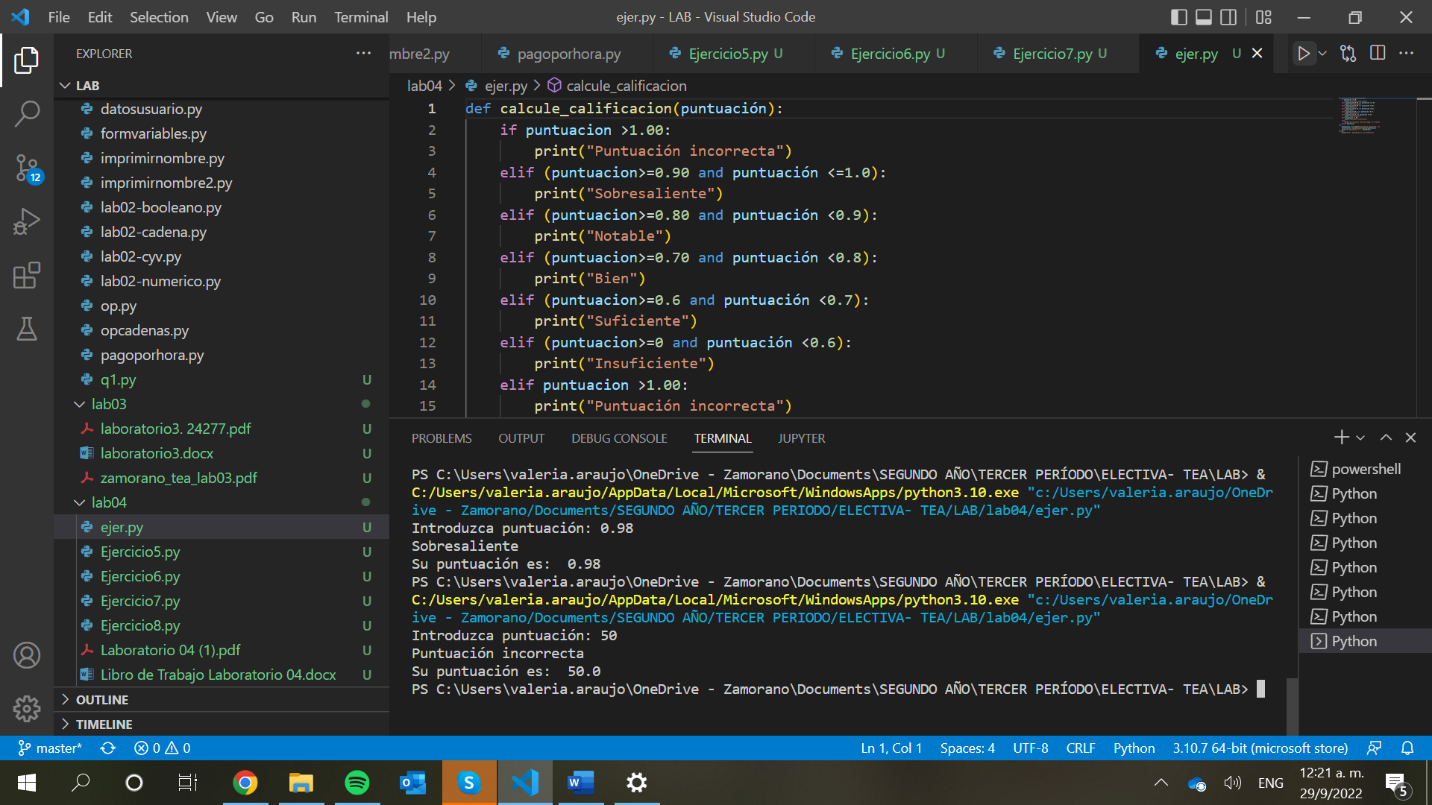 File Edit Selection View Go Run Terminal Help
ejer.py - LAB - Visual Studio Code
EXPLORER
LAB
datosusuario.py
formvariables.py
imprimirnombre.py
imprimirnombre2.py
lab02-booleano.py
lab02-cadena.py
lab02-cyv.py
lab02-numerico.py
op.py
opcadenas.py
pagoporhora.py
q1.py U
lab03
laboratorio3. 24277.pdf U
laboratorio3.docx U
zamorano_tea_lab03.pdf U
lab04
ejer.py U
Ejercicio5.py U
Ejercicio6.py U
Ejercicio7.py U
Ejercicio8.py U
Laboratorio 04 (1).pdf U
Libro de Trabajo Laboratorio 04.docx U
OUTLINE
TIMELINE
12
mbre2.py pagoporhora.py Ejercicio5.py U Ejercicio6.py U Ejercicio7.py U ejer.py U
lab04 > ejer.py > calcule_calificacion
1 def calcule_calificacion(puntuación):
2 if puntuacion >1.00:
3 print("Puntuación incorrecta")
4 elif (puntuacion>=0.90 and puntuación <=1.0):
5 print("Sobresaliente")
6 elif (puntuacion>=0.80 and puntuación <0.9):
7 print("Notable")
8 elif (puntuacion>=0.70 and puntuación <0.8):
9 print("Bien")
10 elif (puntuacion>=0.6 and puntuación <0.7):
11 print("Suficiente")
12 elif (puntuacion>=0 and puntuación <0.6):
13 print("Insuficiente")
14 elif puntuacion >1.00:
15 print("Puntuación incorrecta")
PROBLEMS OUTPUT DEBUG CONSOLE TERMINAL JUPYTER
PS C:\Users\valeria.araujo\OneDrive - Zamorano\Documents\SEGUNDO AÑO\TERCER PERÍODO\ELECTIVA- TEA\LAB> &
C:/Users/valeria.araujo/AppData/Local/Microsoft/WindowsApps/python3.10.exe "c:/Users/valeria.araujo/OneDr
ive - Zamorano/Documents/SEGUNDO AÑO/TERCER PERIODO/ELECTIVA- TEA/LAB/lab04/ejer.py"
Introduzca puntuación: 0.98
Sobresaliente
Su puntuación es:  0.98
PS C:\Users\valeria.araujo\OneDrive - Zamorano\Documents\SEGUNDO AÑO\TERCER PERÍODO\ELECTIVA- TEA\LAB> &
C:/Users/valeria.araujo/AppData/Local/Microsoft/WindowsApps/python3.10.exe "c:/Users/valeria.araujo/OneDr
ive - Zamorano/Documents/SEGUNDO AÑO/TERCER PERIODO/ELECTIVA- TEA/LAB/lab04/ejer.py"
Introduzca puntuación: 50
Puntuación incorrecta
Su puntuación es:  50.0
PS C:\Users\valeria.araujo\OneDrive - Zamorano\Documents\SEGUNDO AÑO\TERCER PERÍODO\ELECTIVA- TEA\LAB>
powershell
Python
Python
Python
Python
Python
Python
Python
master* 0 0 Ln 1, Col 1 Spaces: 4 UTF-8 CRLF Python 3.10.7 64-bit (microsoft store)
ENG
12:21 a. m.
29/9/2022
5